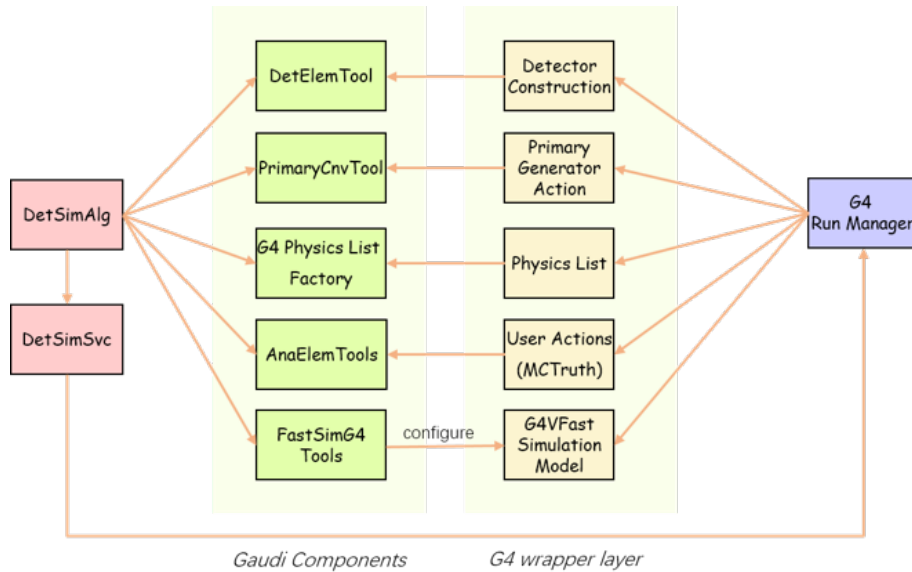 DetElemTool
Detector
Construction
PrimaryCnvTool
Primary
Generator
Action
DetSimAlg
G4
Run Manager
G4 Physics List
Factory
Physics List
DetSimSvc
AnaElemTools
User Actions
(MCTruth)
FastSimG4
Tools
configure
G4VFast
Simulation
Model
Gaudi Components
G4 wrapper layer